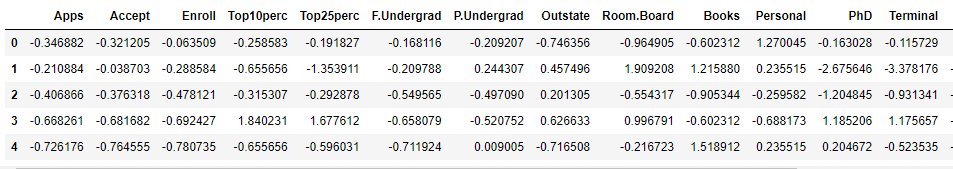 Apps Accept Enroll Top10perc Top25perc F.Undergrad P.Undergrad Outstate Room.Board Books Personal PhD Terminal
0 -0.346882 -0.321205 -0.063509 -0.258583 -0.191827 -0.168116 -0.209207 -0.746356 -0.964905 -0.602312 1.270045 -0.163028 -0.115729
1 -0.210884 -0.038703 -0.288584 -0.655656 -1.353911 -0.209788 0.244307 0.457496 1.909208 1.215880 0.235515 -2.675646 -3.378176
2 -0.406866 -0.376318 -0.478121 -0.315307 -0.292878 -0.549565 -0.497090 0.201305 -0.554317 -0.905344 -0.259582 -1.204845 -0.931341
3 -0.668261 -0.681682 -0.692427 1.840231 1.677612 -0.658079 -0.520752 0.626633 0.996791 -0.602312 -0.688173 1.185206 1.175657
4 -0.726176 -0.764555 -0.780735 -0.655656 -0.596031 -0.711924 0.009005 -0.716508 -0.216723 1.518912 0.235515 0.204672 -0.523535